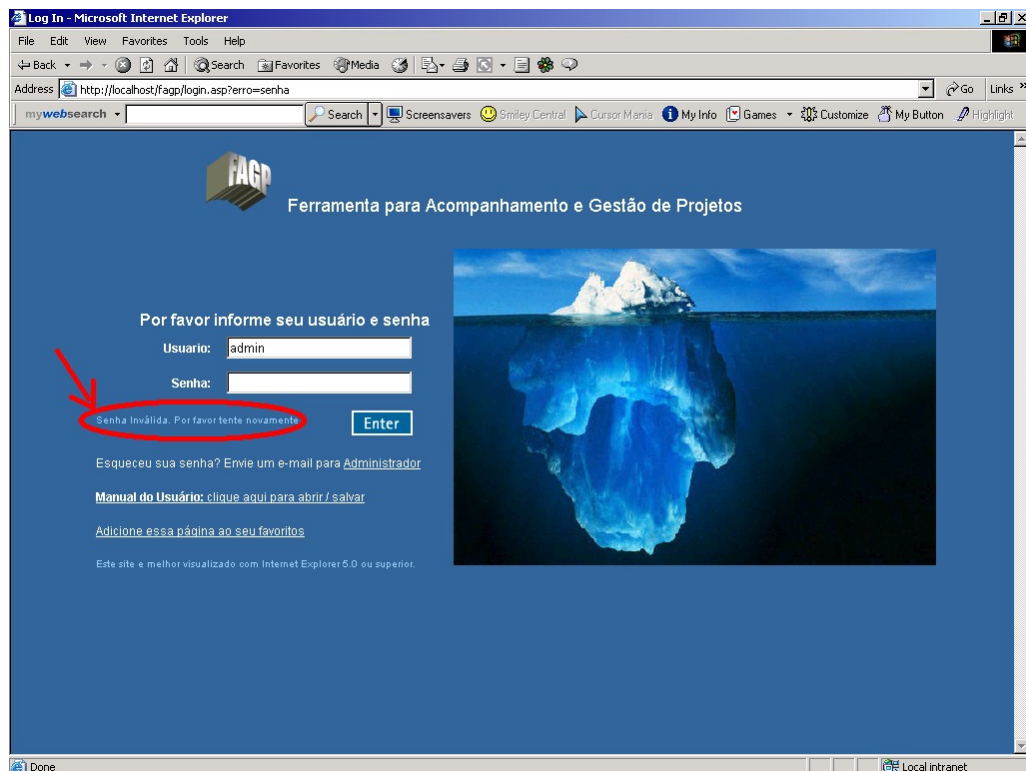 Log In - Microsoft Internet Explorer
File Edit View Favorites Tools Help
Back Search Favorites Media
Address http://localhost/fagp/login.asp?erro=senha Go Links
mywebsearch Search Screensavers Smiley Central Cursor Mania My Info Games Customize My Button Highlight
FAGP
Ferramenta para Acompanhamento e Gestão de Projetos
Por favor informe seu usuário e senha
Usuario: admin
Senha:
Senha Inválida. Por favor tente novamente
Enter
Esqueceu sua senha? Envie um e-mail para Administrador
Manual do Usuário: clique aqui para abrir / salvar
Adicione essa página ao seu favoritos
Este site e melhor visualizado com Internet Explorer 5.0 ou superior.
Done Local intranet